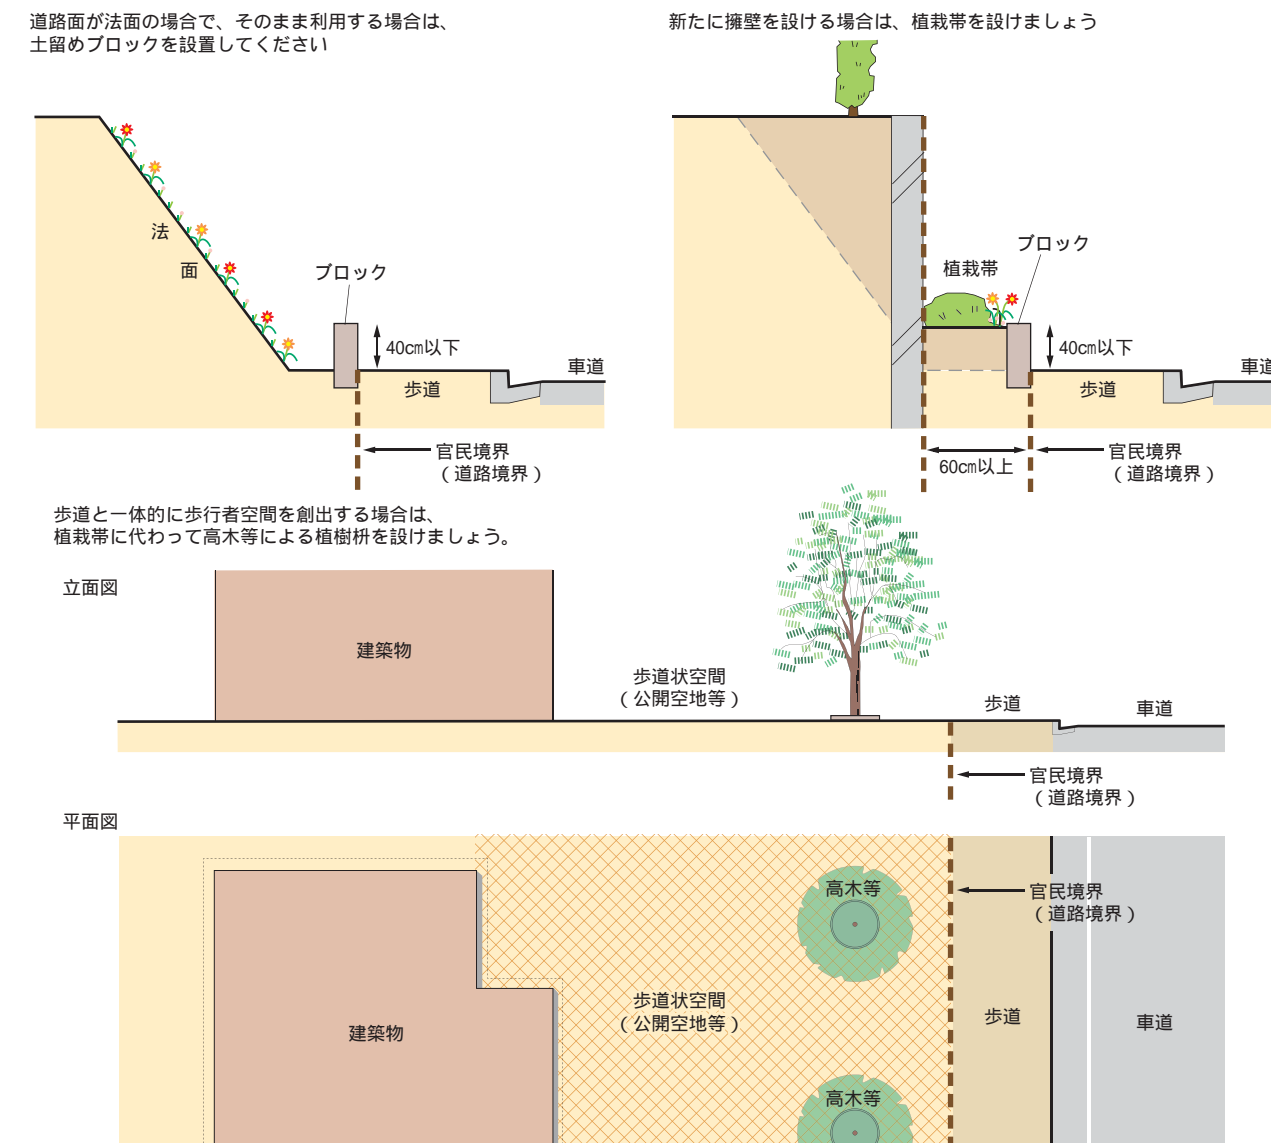 道路面が法面の場合で、そのまま利用する場合は、
土留めブロックを設置してください
法
面
ブロック
40㎝以下
歩道
車道
官民境界
（道路境界）
新たに擁壁を設ける場合は、植栽帯を設けましょう
ブロック
植栽帯
40㎝以下
歩道
車道
60㎝以上
官民境界
（道路境界）
歩道と一体的に歩行者空間を創出する場合は、
植栽帯に代わって高木等による植樹枡を設けましょう。
立面図
建築物
歩道状空間
（公開空地等）
歩道
車道
官民境界
（道路境界）
平面図
高木等
官民境界
（道路境界）
歩道状空間
（公開空地等）
建築物
歩道
車道
高木等